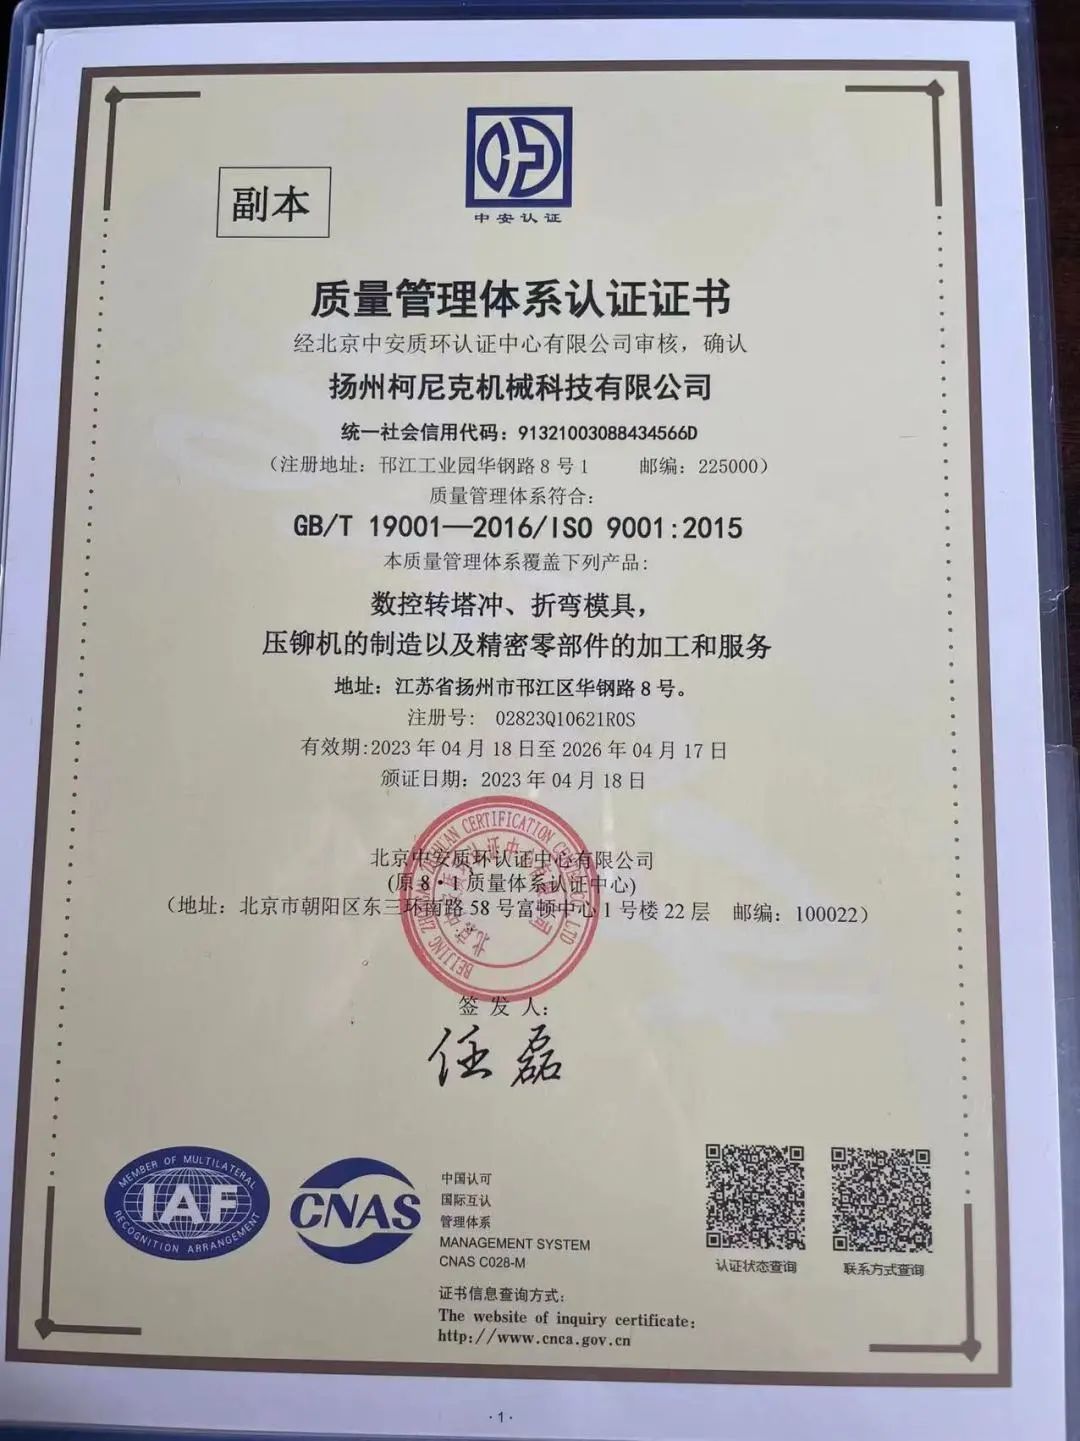 中安认证
副本
质量管理体系认证证书
经北京中安质环认证中心有限公司审核，确认
扬州柯尼克机械科技有限公司
统一社会信用代码：91321003088434566D
（注册地址：邗江工业园华钢路8号1 邮编：225000）
质量管理体系符合：
GB/T 19001—2016/ISO 9001:2015
本质量管理体系覆盖下列产品：
数控转塔冲、折弯模具，
压铆机的制造以及精密零部件的加工和服务
地址：江苏省扬州市邗江区华钢路8号。
注册号： 02823Q10621R0S
有效期:2023年04月18日至2026年04月17日
颁证日期：2023年04月18日
北京中安质环认证中心有限公司
(原8·1质量体系认证中心)
（地址：北京市朝阳区东三环南路58号富顿中心1号楼22层 邮编：100022）
签发人：
任磊
MEMBER OF MULTILATERAL
IAF
RECOGNITION ARRANGEMENT
CNAS
中国认可
国际互认
管理体系
MANAGEMENT SYSTEM
CNAS C028-M
认证状态查询
联系方式查询
证书信息查询方式：
The website of inquiry certificate:
http://www.cnca.gov.cn
·1·